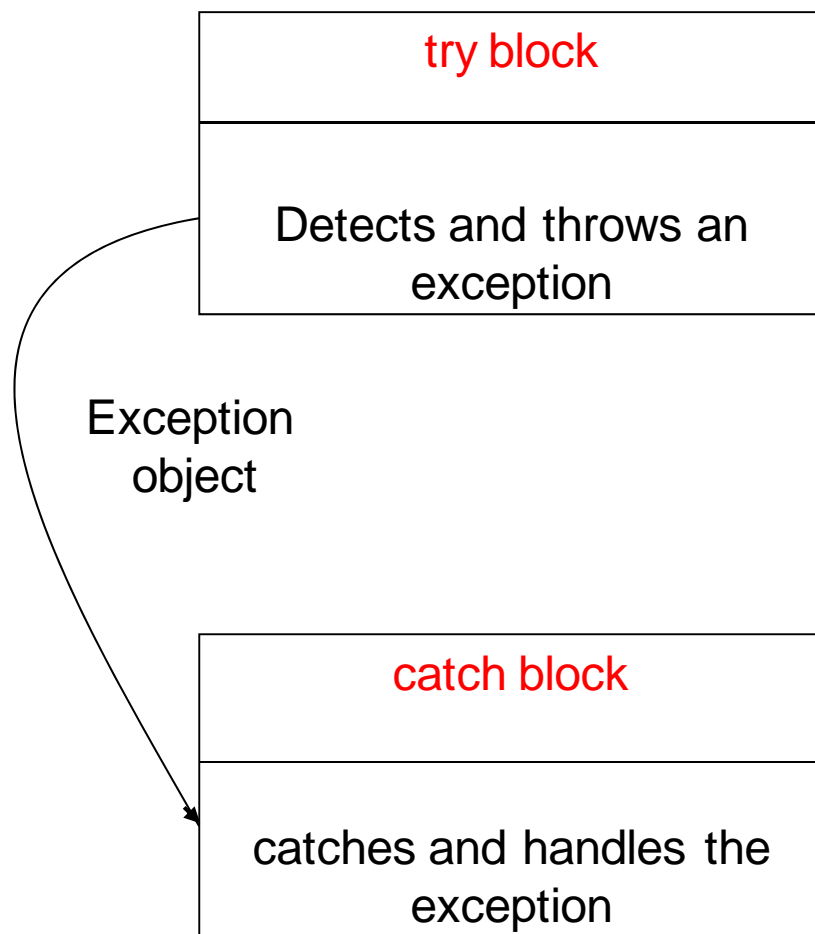 try block
Detects and throws an
exception
Exception
object
catch block
catches and handles the
exception